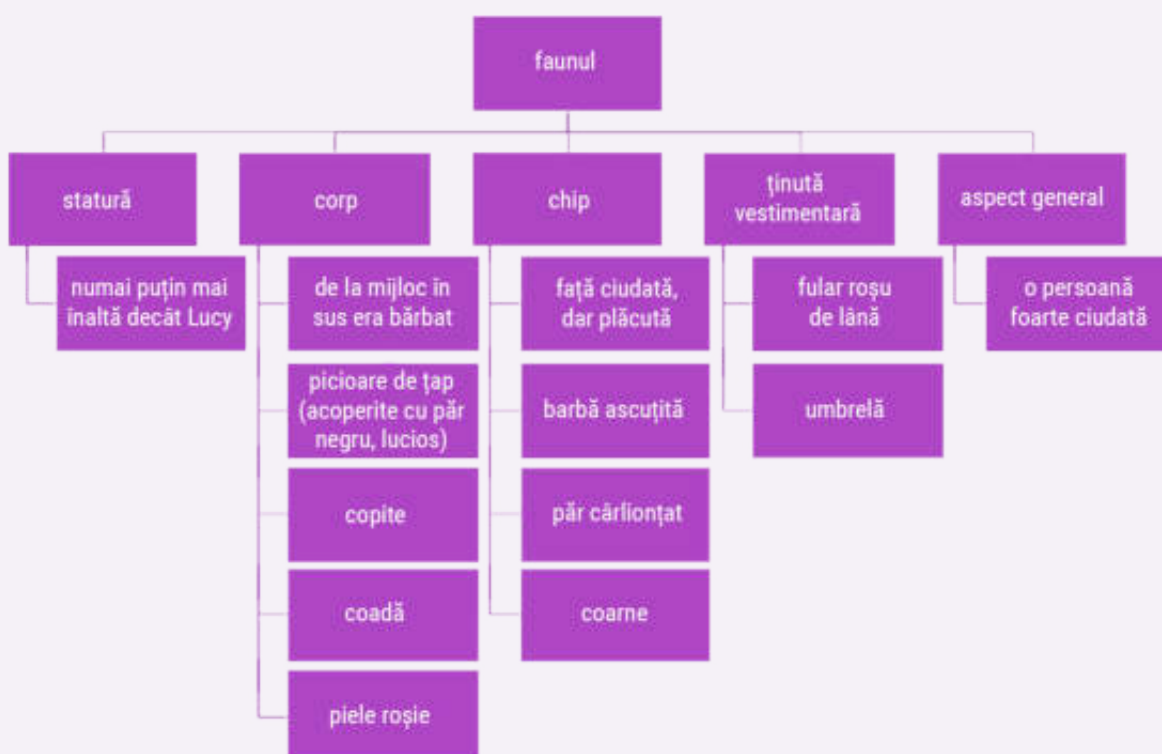 faunul
statură
corp
chip
ținută
vestimentară
aspect general
numai puțin mai
înaltă decât Lucy
de la mijloc în
sus era bărbat
față ciudată,
dar plăcută
fular roșu
de lână
o persoană
foarte ciudată
picioare de țap
(acoperite cu păr
negru, lucios)
barbă ascuțită
umbrelă
copite
păr cârlionțat
coadă
coarne
piele roșie